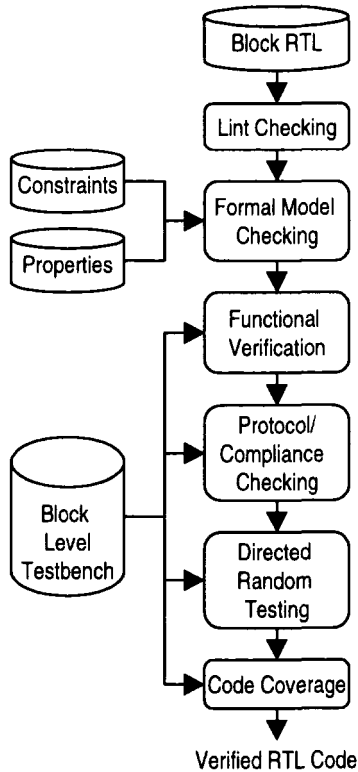 Block RTL
Lint Checking
Constraints
Properties
Formal Model
Checking
Functional
Verification
Protocol/
Compliance
Checking
Block
Level
Testbench
Directed
Random
Testing
Code Coverage
Verified RTL Code